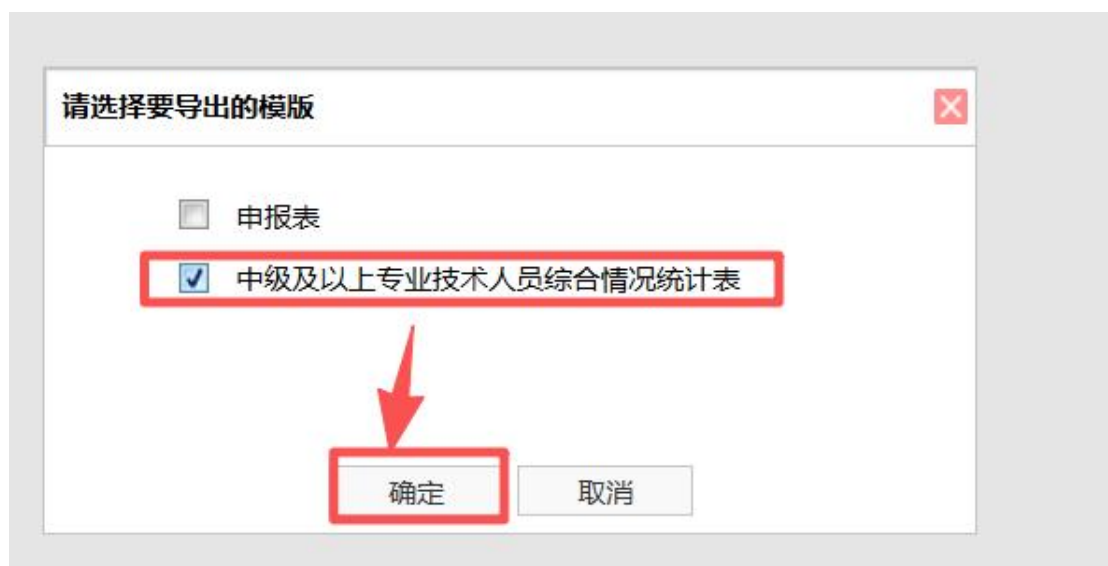 请选择要导出的模版
申报表
中级及以上专业技术人员综合情况统计表
确定
取消